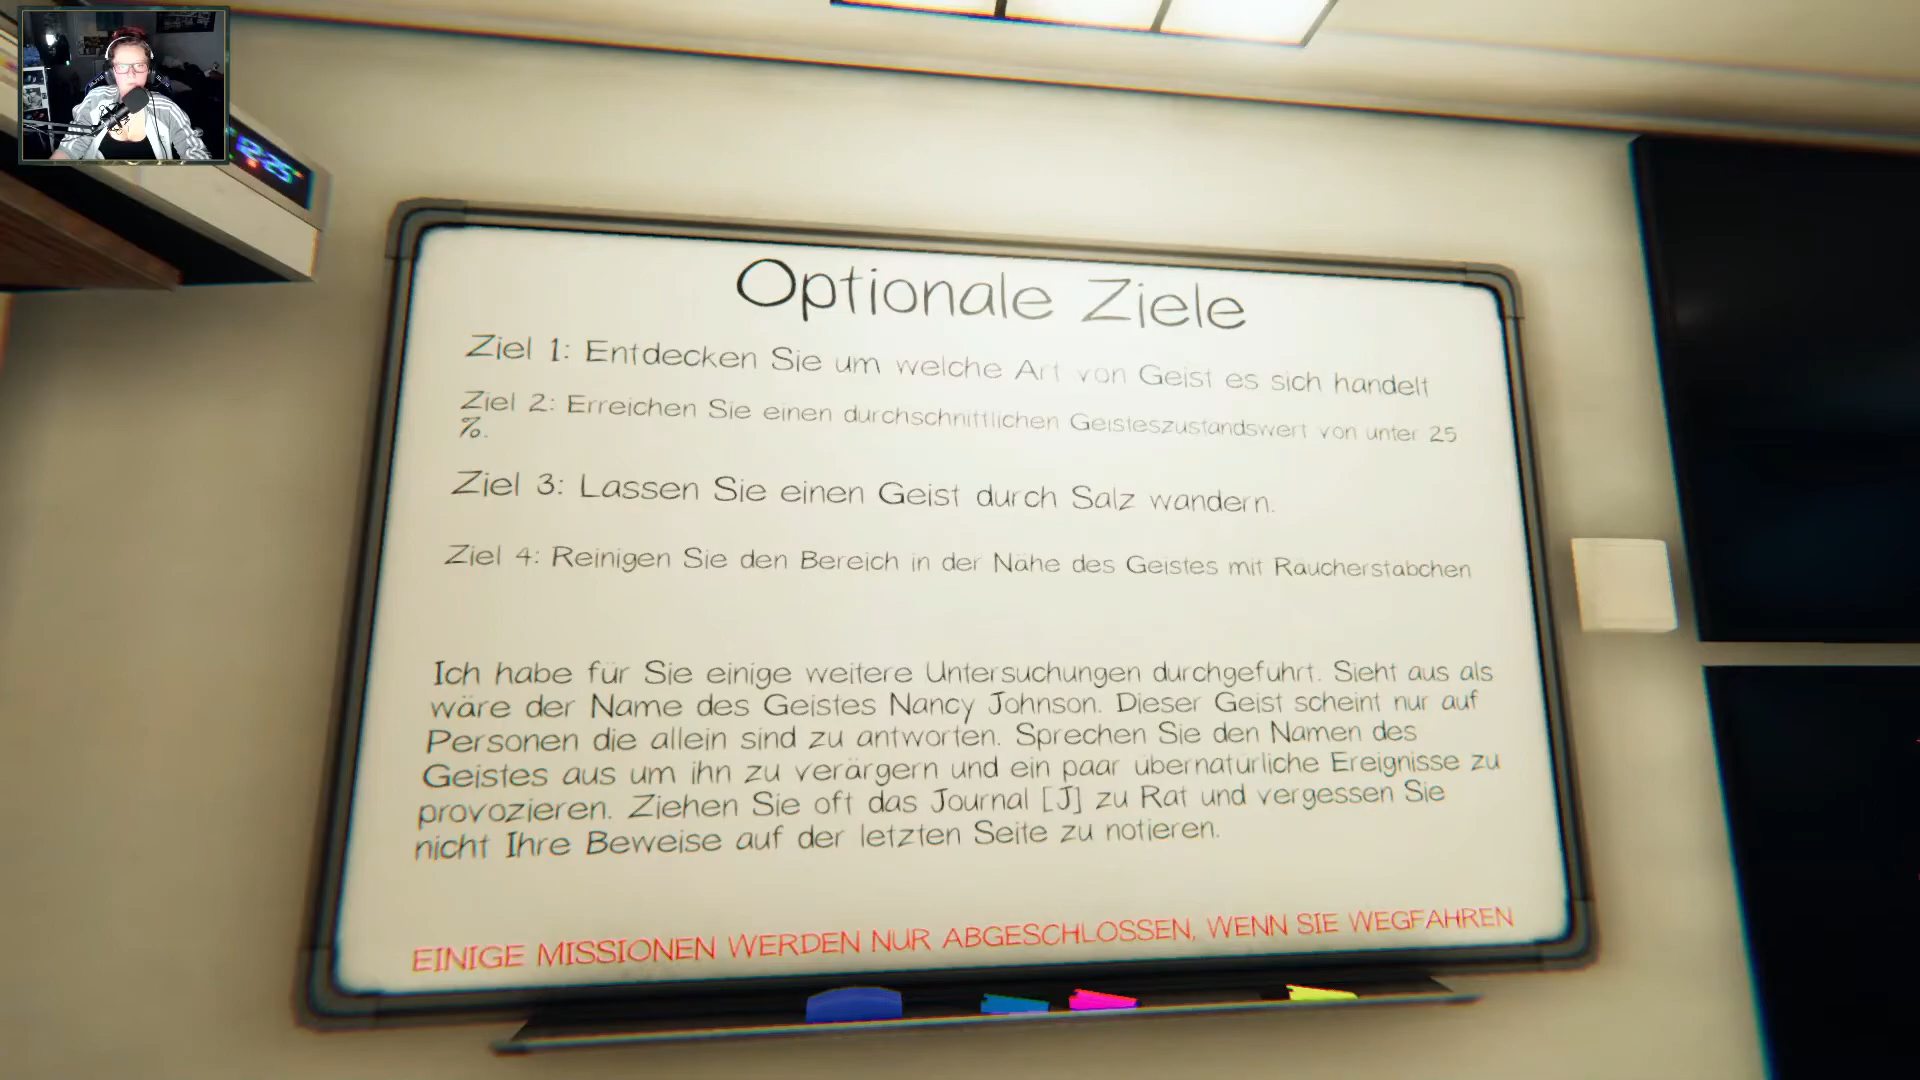 Optionale Ziele
Ziel 1: Entdecken Sie um welche Art von Geist es sich handelt
Ziel 2: Erreichen Sie einen durchschnittlichen Geisteszustandswert von unter 25
%.
Ziel 3: Lassen Sie einen Geist durch Salz wandern.
Ziel 4: Reinigen Sie den Bereich in der Nähe des Geistes mit Räucherstäbchen
Ich habe für Sie einige weitere Untersuchungen durchgeführt. Sieht aus als
wäre der Name des Geistes Nancy Johnson. Dieser Geist scheint nur auf
Personen die allein sind zu antworten. Sprechen Sie den Namen des
Geistes aus um ihn zu verärgern und ein paar übernatürliche Ereignisse zu
provozieren. Ziehen Sie oft das Journal [J] zu Rat und vergessen Sie
nicht Ihre Beweise auf der letzten Seite zu notieren.
EINIGE MISSIONEN WERDEN NUR ABGESCHLOSSEN, WENN SIE WEGFAHREN